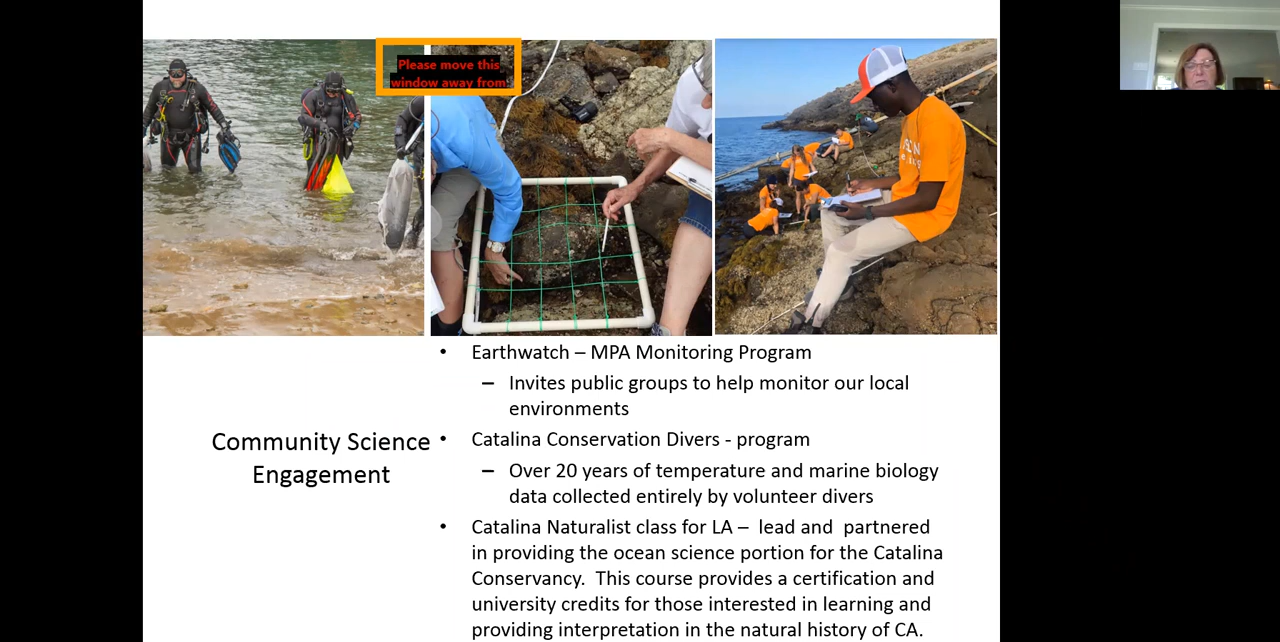 Please move this
window away from
Earthwatch – MPA Monitoring Program
– Invites public groups to help monitor our local
environments
Community Science
Engagement
Catalina Conservation Divers - program
– Over 20 years of temperature and marine biology
data collected entirely by volunteer divers
Catalina Naturalist class for LA – lead and partnered
in providing the ocean science portion for the Catalina
Conservancy. This course provides a certification and
university credits for those interested in learning and
providing interpretation in the natural history of CA.